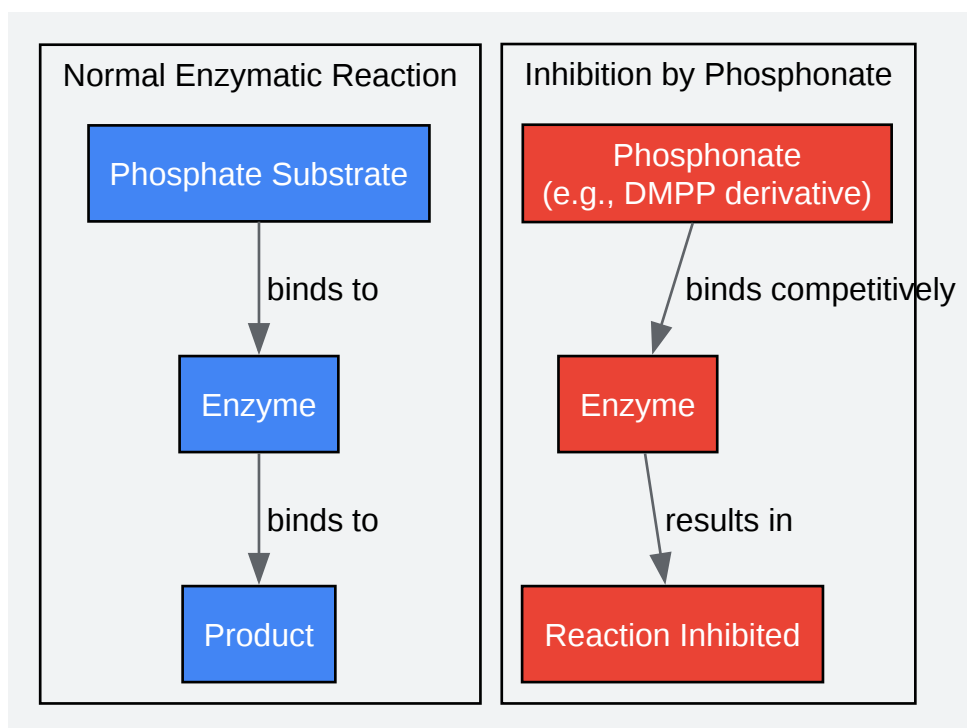 Normal Enzymatic Reaction
Phosphate Substrate
binds to
Enzyme
binds to
Product
Inhibition by Phosphonate
Phosphonate
(e.g., DMPP derivative)
binds competitively
Enzyme
results in
Reaction Inhibited